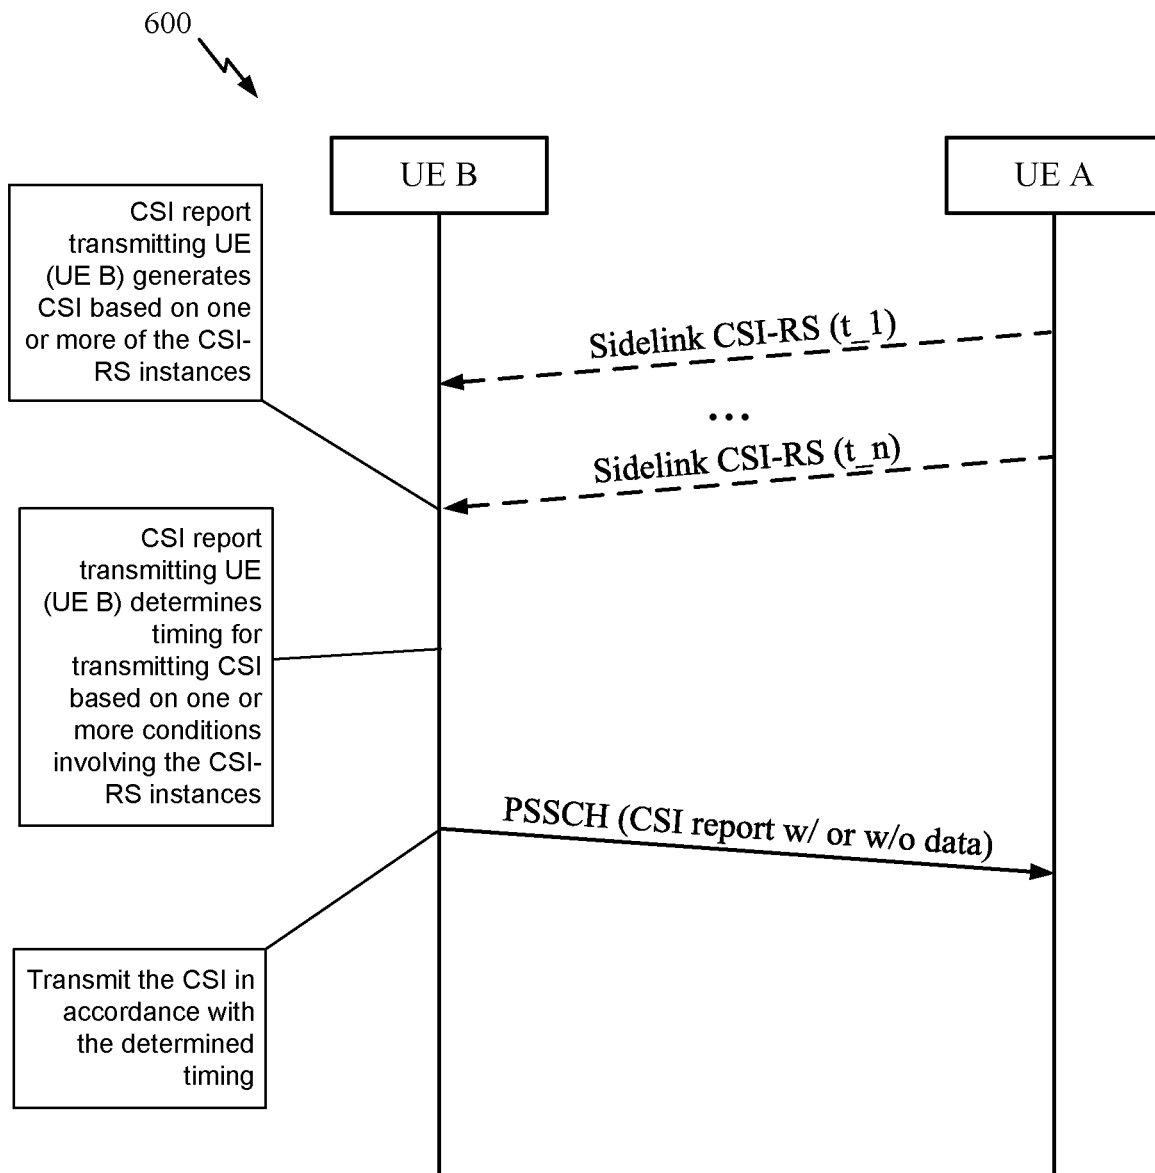 600
UE B
UE A
CSI report
transmitting UE
(UE B) generates
CSI based on one
or more of the CSI-
RS instances
Sidelink CSI-RS (t_1)
...
Sidelink CSI-RS (t_n)
CSI report
transmitting UE
(UE B) determines
timing for
transmitting CSI
based on one or
more conditions
involving the CSI-
RS instances
PSSCH (CSI report w/ or w/o data)
Transmit the CSI in
accordance with
the determined
timing